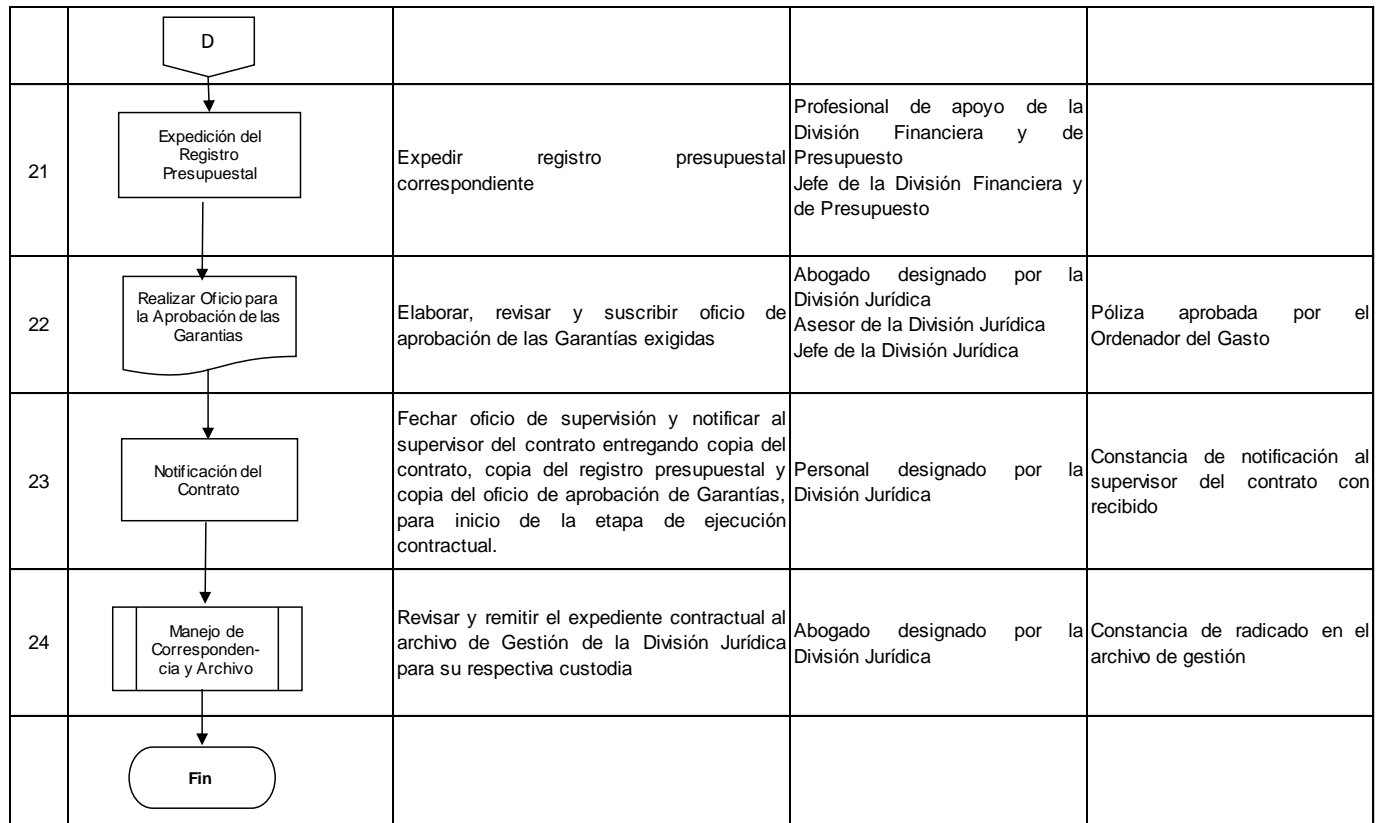 D
21
Expedición del
Registro
Presupuestal
Expedir registro presupuestal
correspondiente
Profesional de apoyo de la
División Financiera y de
Presupuesto
Jefe de la División Financiera y
de Presupuesto
22
Realizar Oficio para
la Aprobación de las
Garantias
Elaborar, revisar y suscribir oficio de
aprobación de las Garantías exigidas
Abogado designado por la
División Jurídica
Asesor de la División Jurídica
Jefe de la División Jurídica
Póliza aprobada por el
Ordenador del Gasto
23
Notificación del
Contrato
Fechar oficio de supervisión y notificar al
supervisor del contrato entregando copia del
contrato, copia del registro presupuestal y
copia del oficio de aprobación de Garantías,
para inicio de la etapa de ejecución
contractual.
Personal designado por la
División Jurídica
Constancia de notificación al
supervisor del contrato con
recibido
24
Manejo de
Corresponden-
cia y Archivo
Revisar y remitir el expediente contractual al
archivo de Gestión de la División Jurídica
para su respectiva custodia
Abogado designado por la
División Jurídica
Constancia de radicado en el
archivo de gestión
Fin